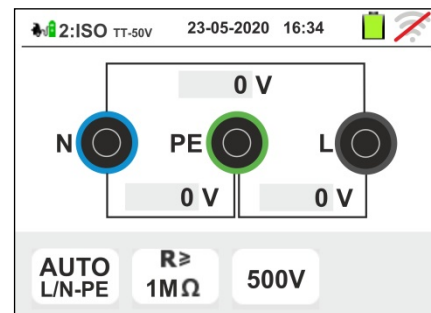 2:ISO TT-50V 23-05-2020 16:34
0 V
N PE L
0 V 0 V
AUTO R≥ 500V
L/N-PE 1MΩ